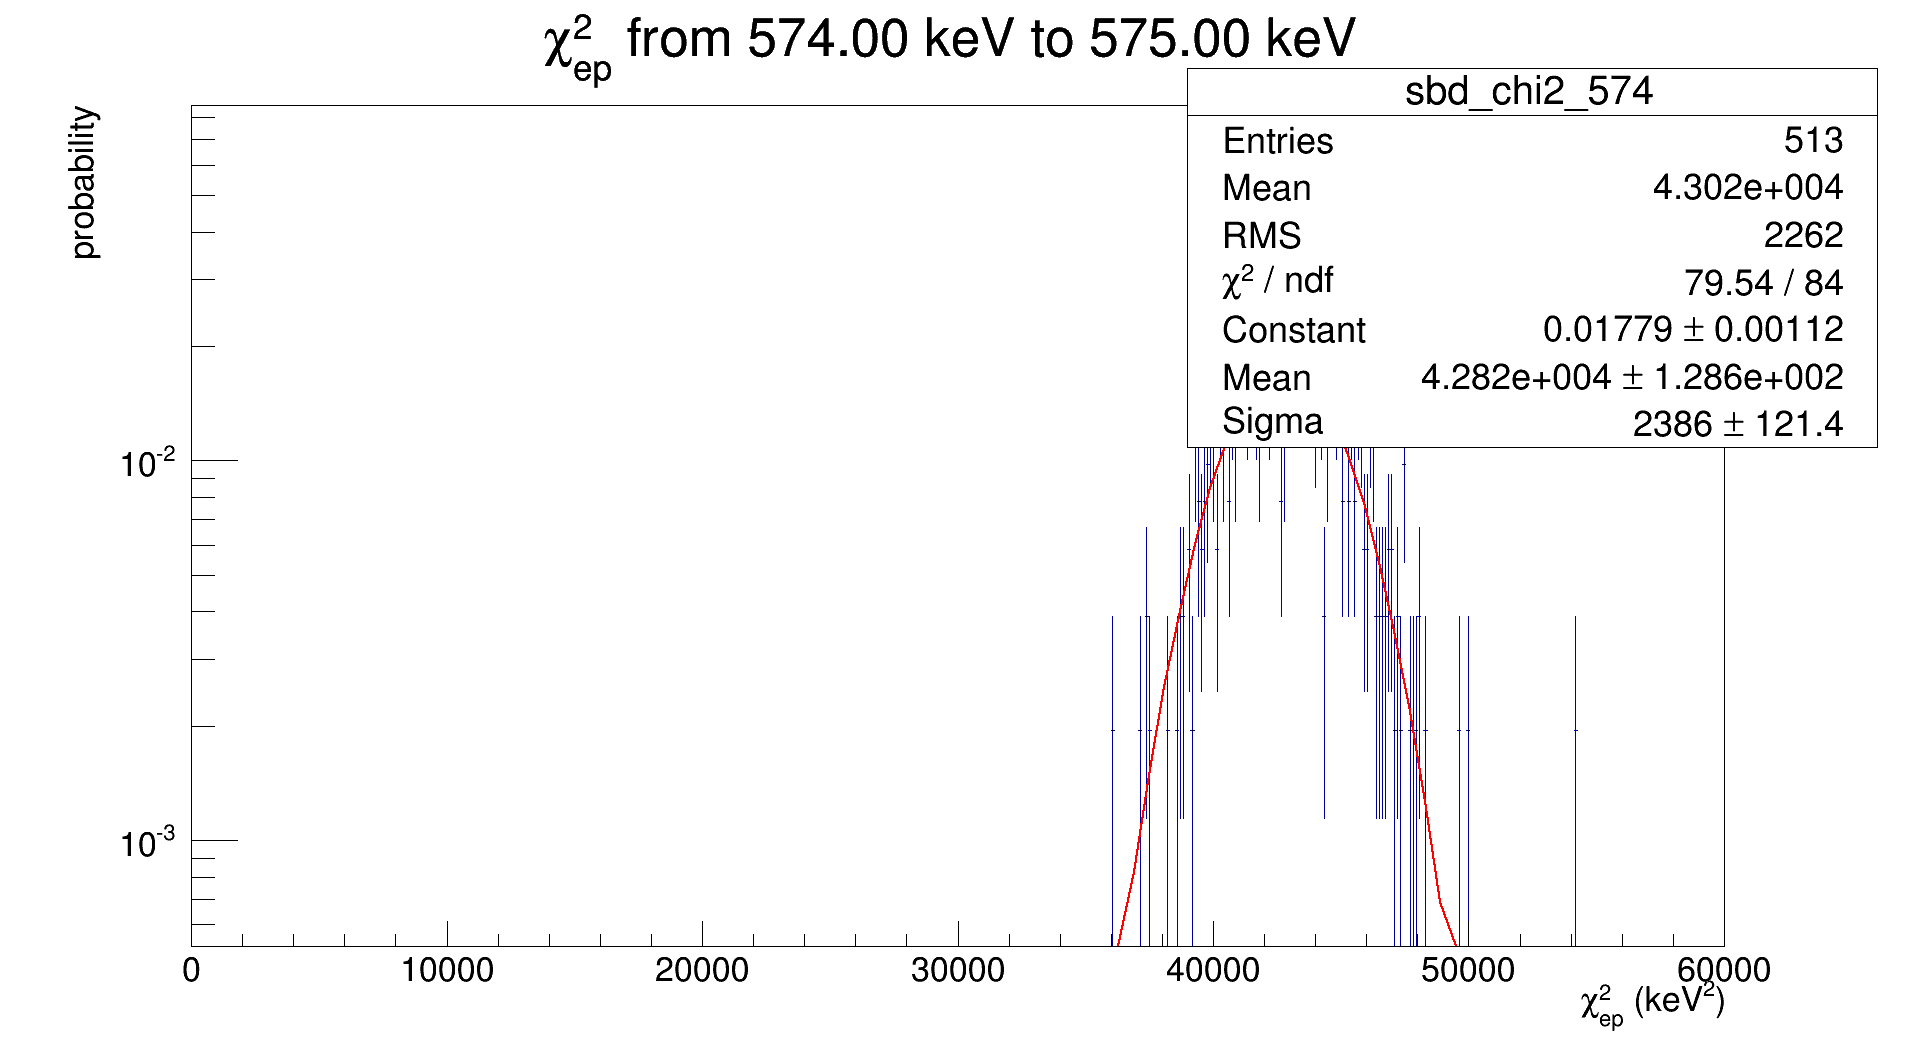 χ²ep from 574.00 keV to 575.00 keV
probability
sbd_chi2_574
Entries 513
Mean 4.302e+004
RMS 2262
χ² / ndf 79.54 / 84
Constant 0.01779 ± 0.00112
Mean 4.282e+004 ± 1.286e+002
Sigma 2386 ± 121.4
10⁻²
10⁻³
0 10000 20000 30000 40000 50000 60000
χ²ep (keV²)